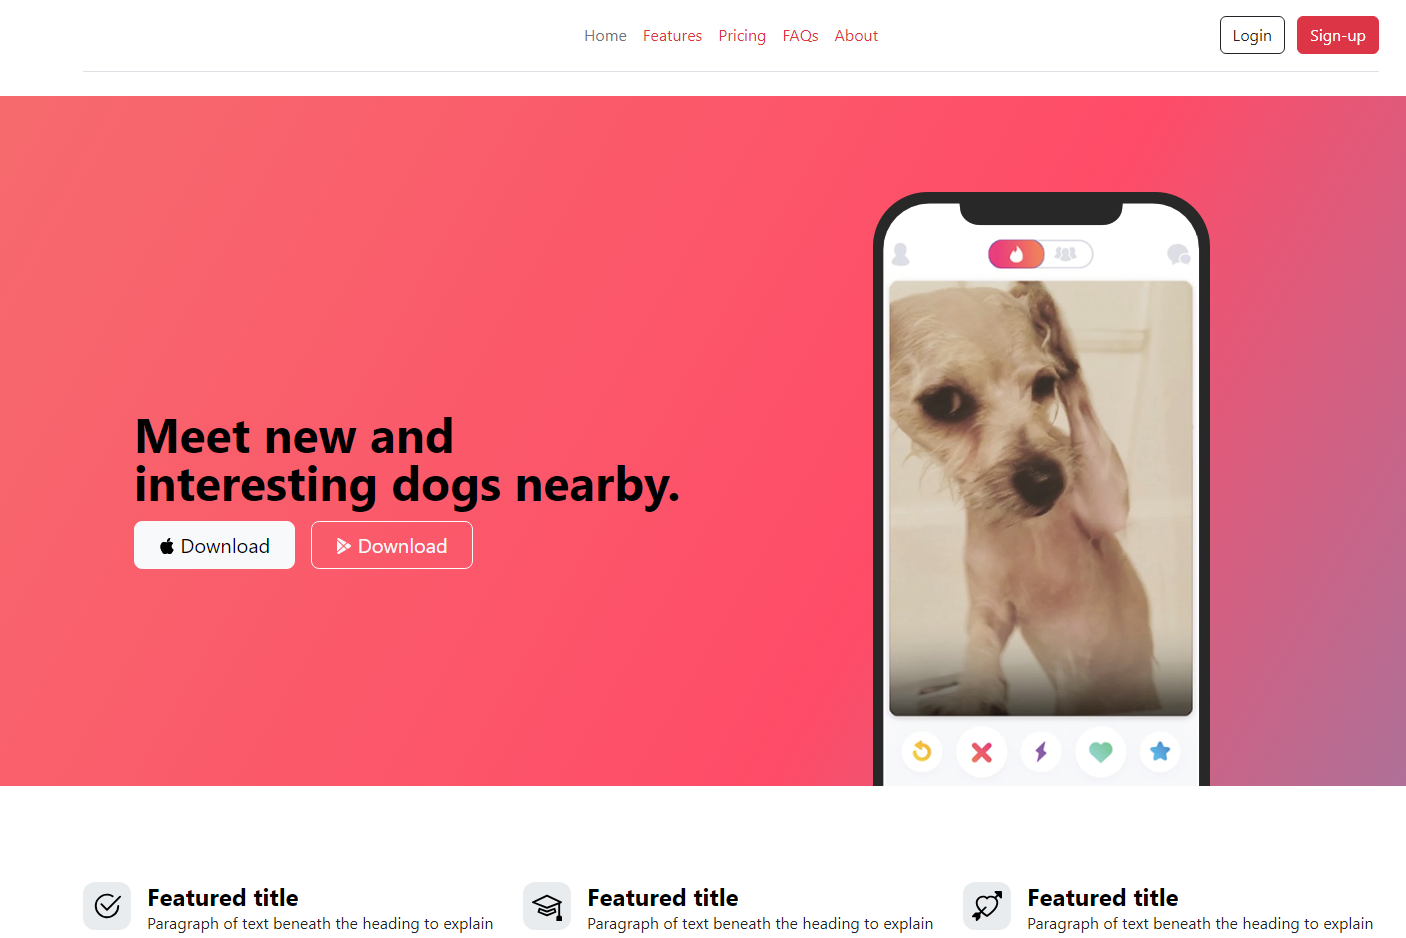 Home Features Pricing FAQs About Login Sign-up
Meet new and
interesting dogs nearby.
Download Download
Featured title Featured title Featured title
Paragraph of text beneath the heading to explain Paragraph of text beneath the heading to explain Paragraph of text beneath the heading to explain